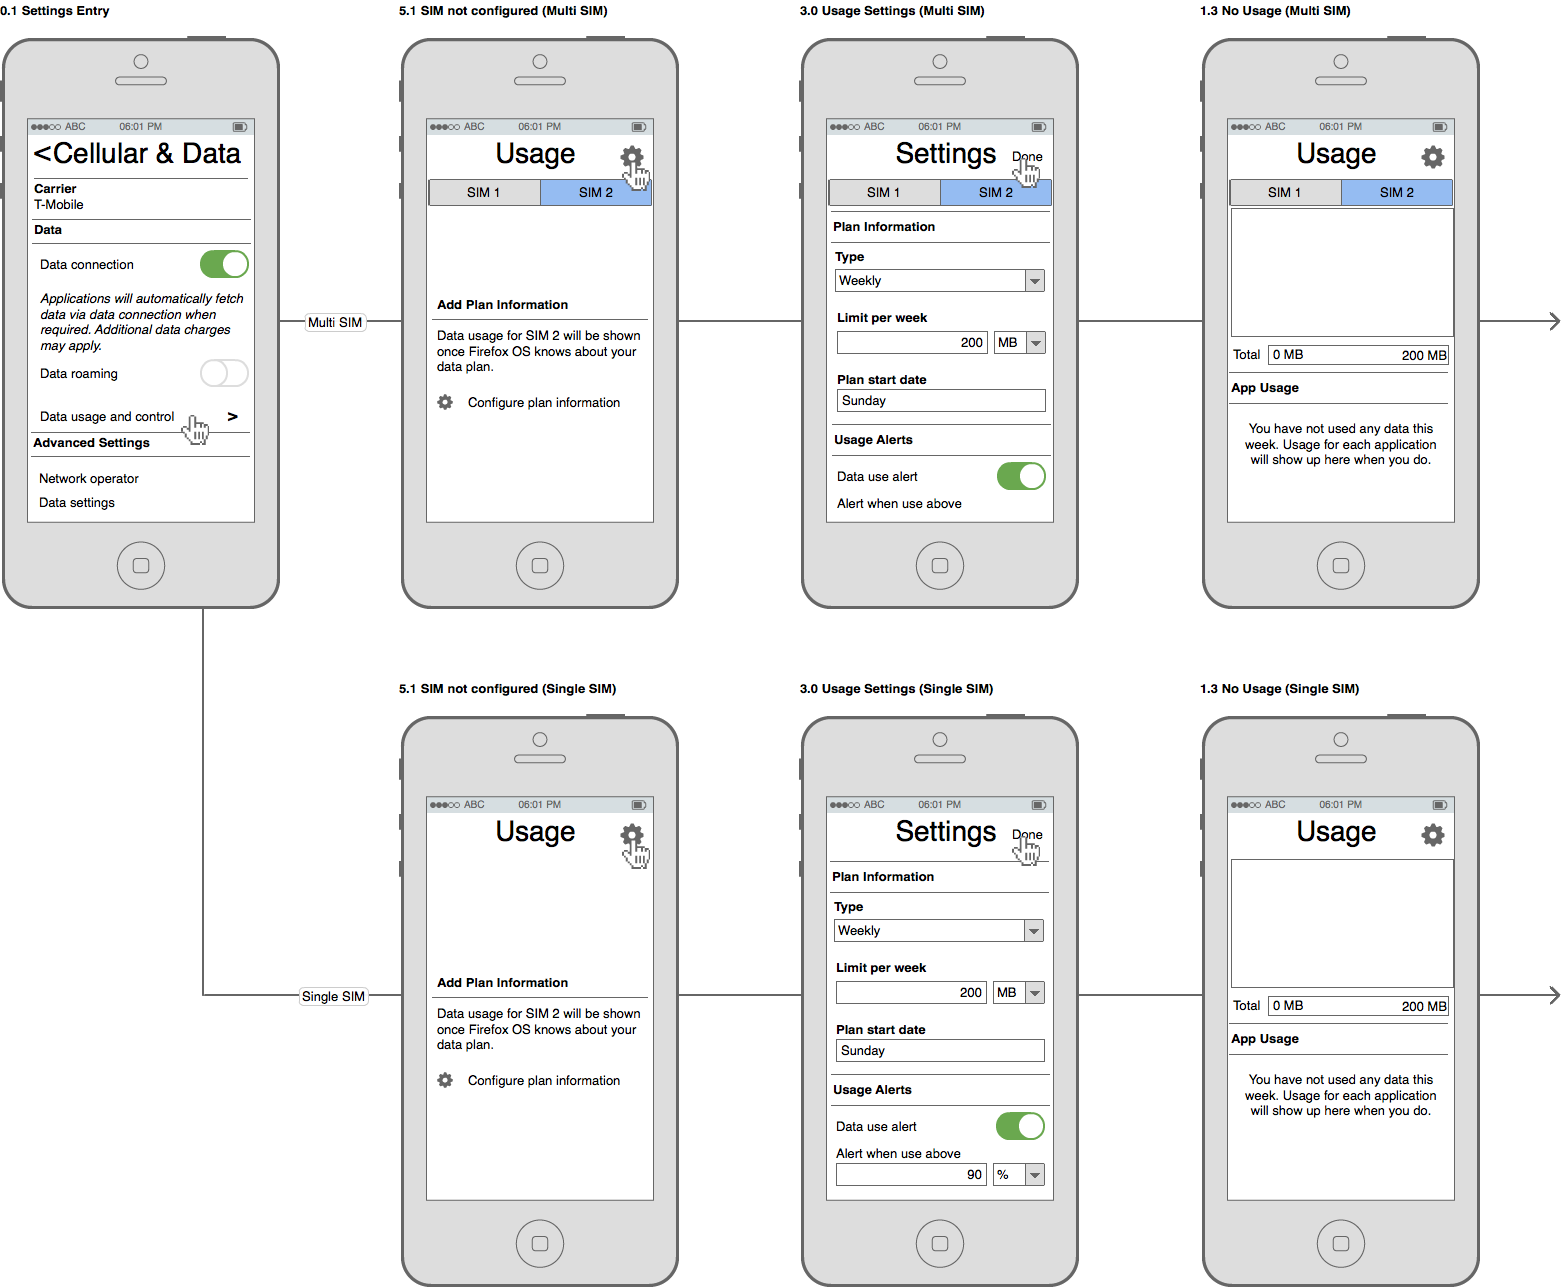 0.1 Settings Entry
ABC 06:01 PM
<Cellular & Data
Carrier
T-Mobile
Data
Data connection
Applications will automatically fetch
data via data connection when
required. Additional data charges
may apply.
Data roaming
Data usage and control >
Advanced Settings
Network operator
Data settings
Multi SIM
5.1 SIM not configured (Multi SIM)
ABC 06:01 PM
Usage
SIM 1 SIM 2
Add Plan Information
Data usage for SIM 2 will be shown
once Firefox OS knows about your
data plan.
Configure plan information
3.0 Usage Settings (Multi SIM)
ABC 06:01 PM
Settings Done
SIM 1 SIM 2
Plan Information
Type
Weekly
Limit per week
200 MB
Plan start date
Sunday
Usage Alerts
Data use alert
Alert when use above
1.3 No Usage (Multi SIM)
ABC 06:01 PM
Usage
SIM 1 SIM 2
Total 0 MB 200 MB
App Usage
You have not used any data this
week. Usage for each application
will show up here when you do.
Single SIM
5.1 SIM not configured (Single SIM)
ABC 06:01 PM
Usage
Add Plan Information
Data usage for SIM 2 will be shown
once Firefox OS knows about your
data plan.
Configure plan information
3.0 Usage Settings (Single SIM)
ABC 06:01 PM
Settings Done
Plan Information
Type
Weekly
Limit per week
200 MB
Plan start date
Sunday
Usage Alerts
Data use alert
Alert when use above
90 %
1.3 No Usage (Single SIM)
ABC 06:01 PM
Usage
Total 0 MB 200 MB
App Usage
You have not used any data this
week. Usage for each application
will show up here when you do.